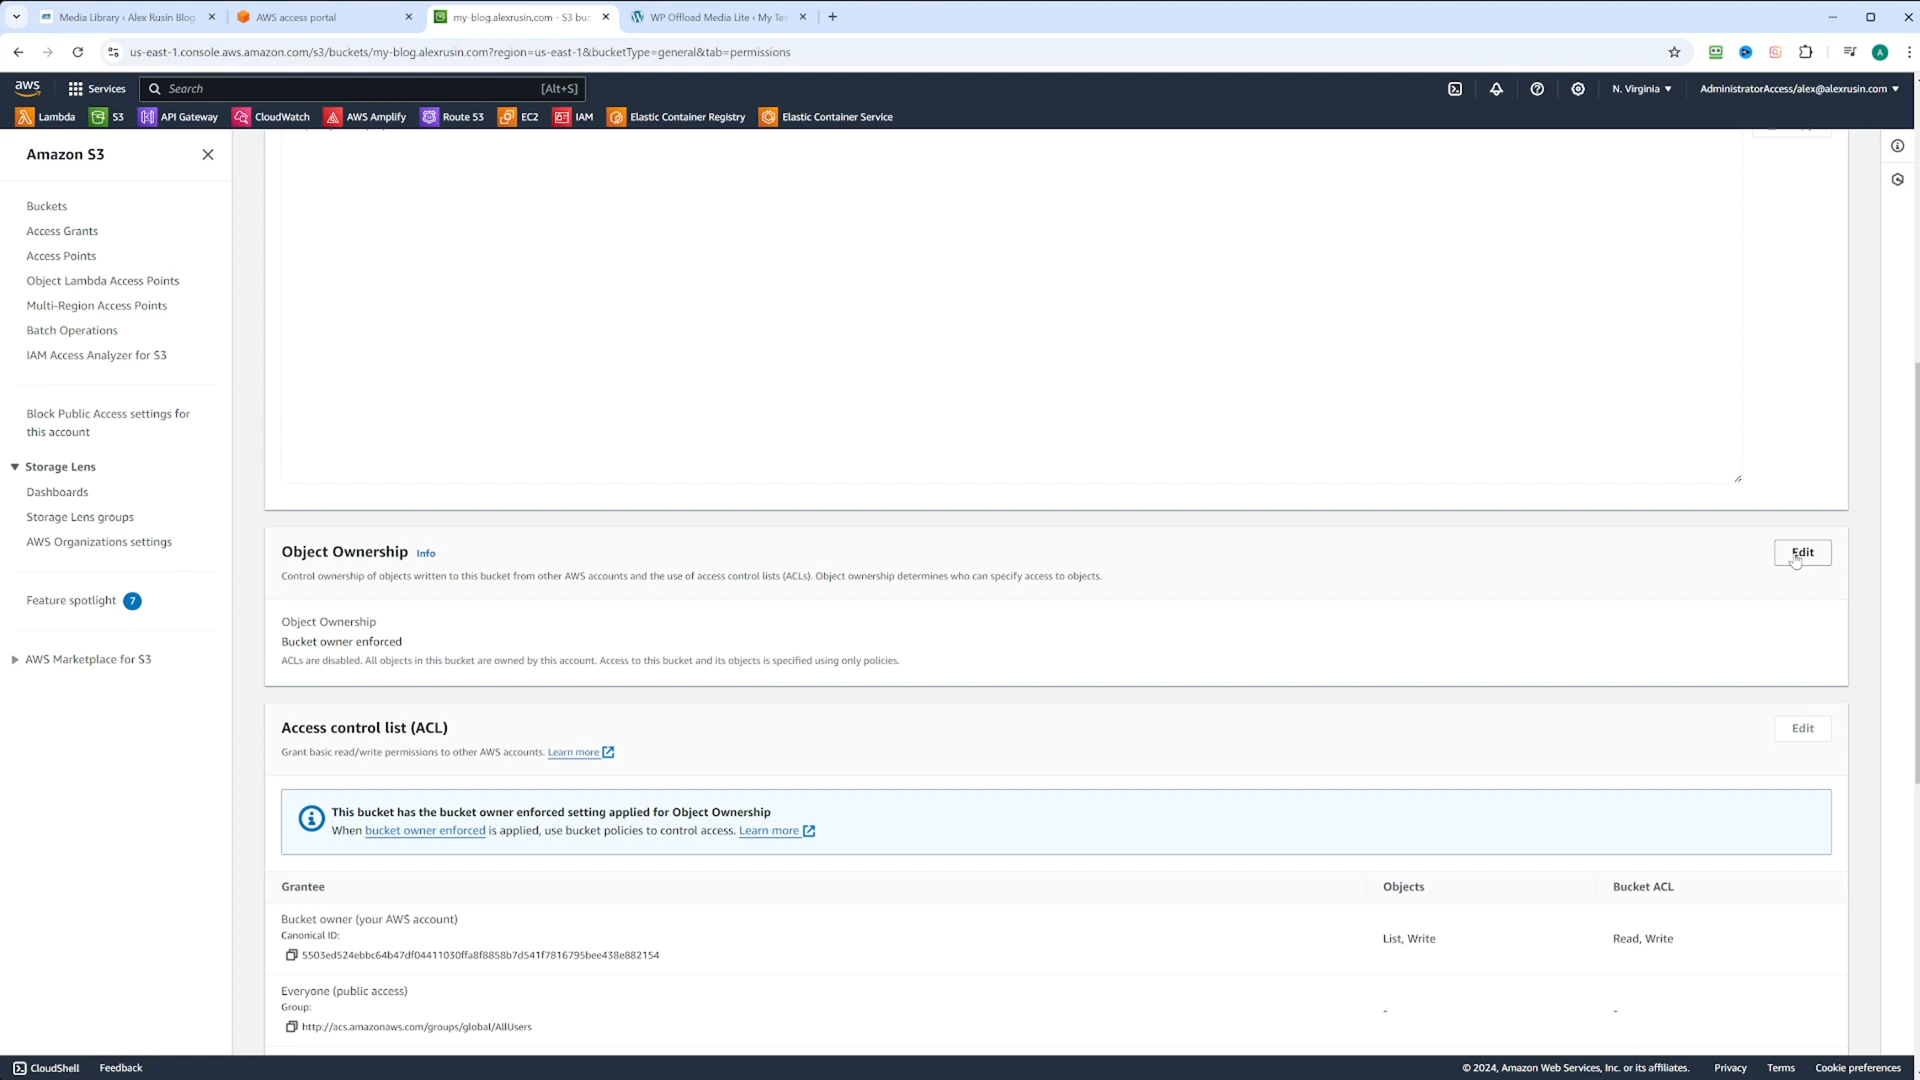 Media Library ‹ Alex Rusin Blog
AWS access portal
my-blog.alexrusin.com - S3 buc
WP Offload Media Lite ‹ My Tes
us-east-1.console.aws.amazon.com/s3/buckets/my-blog.alexrusin.com?region=us-east-1&bucketType=general&tab=permissions
A
aws
Services
Search
[Alt+S]
N. Virginia
AdministratorAccess/alex@alexrusin.com
Lambda
S3
API Gateway
CloudWatch
AWS Amplify
Route 53
EC2
IAM
Elastic Container Registry
Elastic Container Service
Amazon S3
Buckets
Access Grants
Access Points
Object Lambda Access Points
Multi-Region Access Points
Batch Operations
IAM Access Analyzer for S3
Block Public Access settings for
this account
Storage Lens
Dashboards
Storage Lens groups
AWS Organizations settings
Feature spotlight 7
AWS Marketplace for S3
Object Ownership Info
Edit
Control ownership of objects written to this bucket from other AWS accounts and the use of access control lists (ACLs). Object ownership determines who can specify access to objects.
Object Ownership
Bucket owner enforced
ACLs are disabled. All objects in this bucket are owned by this account. Access to this bucket and its objects is specified using only policies.
Access control list (ACL)
Edit
Grant basic read/write permissions to other AWS accounts. Learn more
This bucket has the bucket owner enforced setting applied for Object Ownership
When bucket owner enforced is applied, use bucket policies to control access. Learn more
Grantee
Objects
Bucket ACL
Bucket owner (your AWS account)
Canonical ID:
5503ed524ebbc64b47df04411030ffa8f8858b7d541f7816795bee438e882154
List, Write
Read, Write
Everyone (public access)
Group:
http://acs.amazonaws.com/groups/global/AllUsers
-
-
CloudShell
Feedback
© 2024, Amazon Web Services, Inc. or its affiliates.
Privacy
Terms
Cookie preferences